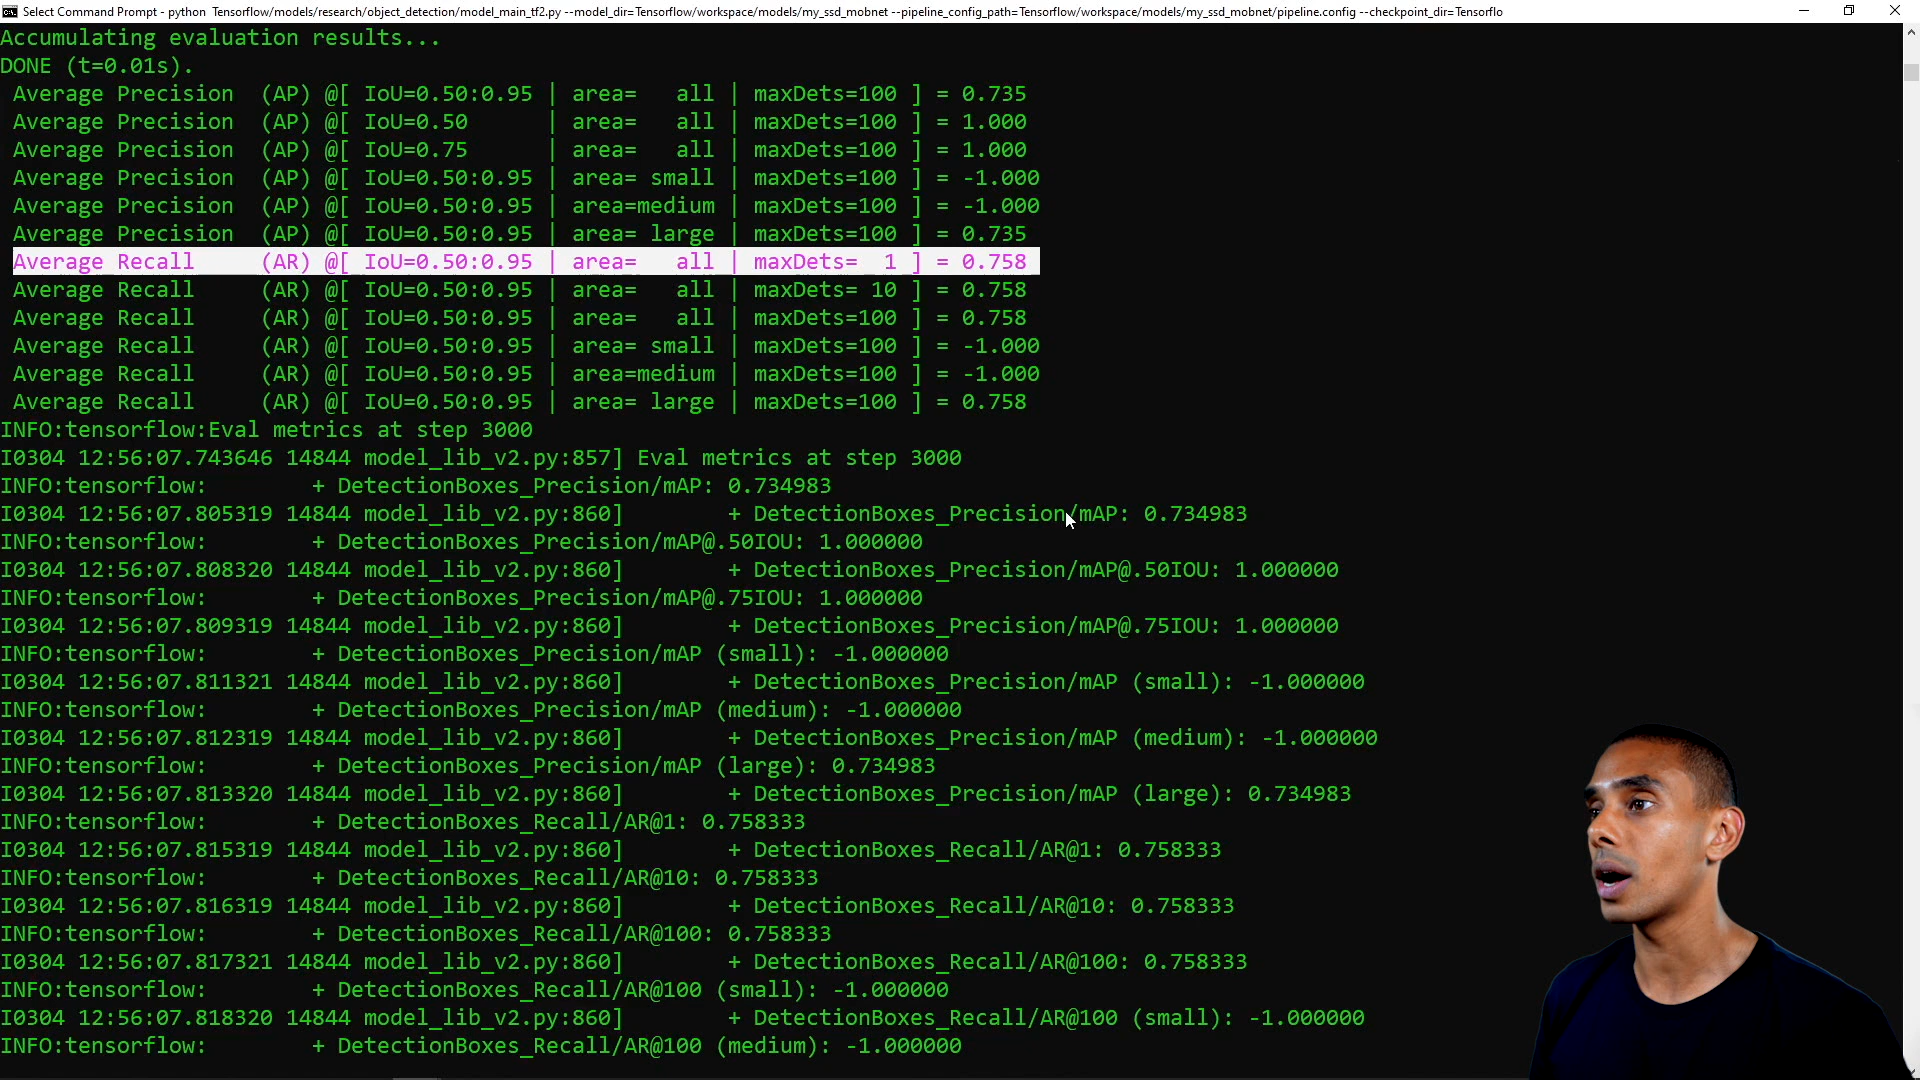 Select Command Prompt - python  Tensorflow/models/research/object_detection/model_main_tf2.py --model_dir=Tensorflow/workspace/models/my_ssd_mobnet --pipeline_config_path=Tensorflow/workspace/models/my_ssd_mobnet/pipeline.config --checkpoint_dir=Tensorflo
Accumulating evaluation results...
DONE (t=0.01s).
Average Precision  (AP) @[ IoU=0.50:0.95 | area=   all | maxDets=100 ] = 0.735
Average Precision  (AP) @[ IoU=0.50      | area=   all | maxDets=100 ] = 1.000
Average Precision  (AP) @[ IoU=0.75      | area=   all | maxDets=100 ] = 1.000
Average Precision  (AP) @[ IoU=0.50:0.95 | area= small | maxDets=100 ] = -1.000
Average Precision  (AP) @[ IoU=0.50:0.95 | area=medium | maxDets=100 ] = -1.000
Average Precision  (AP) @[ IoU=0.50:0.95 | area= large | maxDets=100 ] = 0.735
Average Recall     (AR) @[ IoU=0.50:0.95 | area=   all | maxDets=  1 ] = 0.758
Average Recall     (AR) @[ IoU=0.50:0.95 | area=   all | maxDets= 10 ] = 0.758
Average Recall     (AR) @[ IoU=0.50:0.95 | area=   all | maxDets=100 ] = 0.758
Average Recall     (AR) @[ IoU=0.50:0.95 | area= small | maxDets=100 ] = -1.000
Average Recall     (AR) @[ IoU=0.50:0.95 | area=medium | maxDets=100 ] = -1.000
Average Recall     (AR) @[ IoU=0.50:0.95 | area= large | maxDets=100 ] = 0.758
INFO:tensorflow:Eval metrics at step 3000
I0304 12:56:07.743646 14844 model_lib_v2.py:857] Eval metrics at step 3000
INFO:tensorflow:        + DetectionBoxes_Precision/mAP: 0.734983
I0304 12:56:07.805319 14844 model_lib_v2.py:860]        + DetectionBoxes_Precision/mAP: 0.734983
INFO:tensorflow:        + DetectionBoxes_Precision/mAP@.50IOU: 1.000000
I0304 12:56:07.808320 14844 model_lib_v2.py:860]        + DetectionBoxes_Precision/mAP@.50IOU: 1.000000
INFO:tensorflow:        + DetectionBoxes_Precision/mAP@.75IOU: 1.000000
I0304 12:56:07.809319 14844 model_lib_v2.py:860]        + DetectionBoxes_Precision/mAP@.75IOU: 1.000000
INFO:tensorflow:        + DetectionBoxes_Precision/mAP (small): -1.000000
I0304 12:56:07.811321 14844 model_lib_v2.py:860]        + DetectionBoxes_Precision/mAP (small): -1.000000
INFO:tensorflow:        + DetectionBoxes_Precision/mAP (medium): -1.000000
I0304 12:56:07.812319 14844 model_lib_v2.py:860]        + DetectionBoxes_Precision/mAP (medium): -1.000000
INFO:tensorflow:        + DetectionBoxes_Precision/mAP (large): 0.734983
I0304 12:56:07.813320 14844 model_lib_v2.py:860]        + DetectionBoxes_Precision/mAP (large): 0.734983
INFO:tensorflow:        + DetectionBoxes_Recall/AR@1: 0.758333
I0304 12:56:07.815319 14844 model_lib_v2.py:860]        + DetectionBoxes_Recall/AR@1: 0.758333
INFO:tensorflow:        + DetectionBoxes_Recall/AR@10: 0.758333
I0304 12:56:07.816319 14844 model_lib_v2.py:860]        + DetectionBoxes_Recall/AR@10: 0.758333
INFO:tensorflow:        + DetectionBoxes_Recall/AR@100: 0.758333
I0304 12:56:07.817321 14844 model_lib_v2.py:860]        + DetectionBoxes_Recall/AR@100: 0.758333
INFO:tensorflow:        + DetectionBoxes_Recall/AR@100 (small): -1.000000
I0304 12:56:07.818320 14844 model_lib_v2.py:860]        + DetectionBoxes_Recall/AR@100 (small): -1.000000
INFO:tensorflow:        + DetectionBoxes_Recall/AR@100 (medium): -1.000000